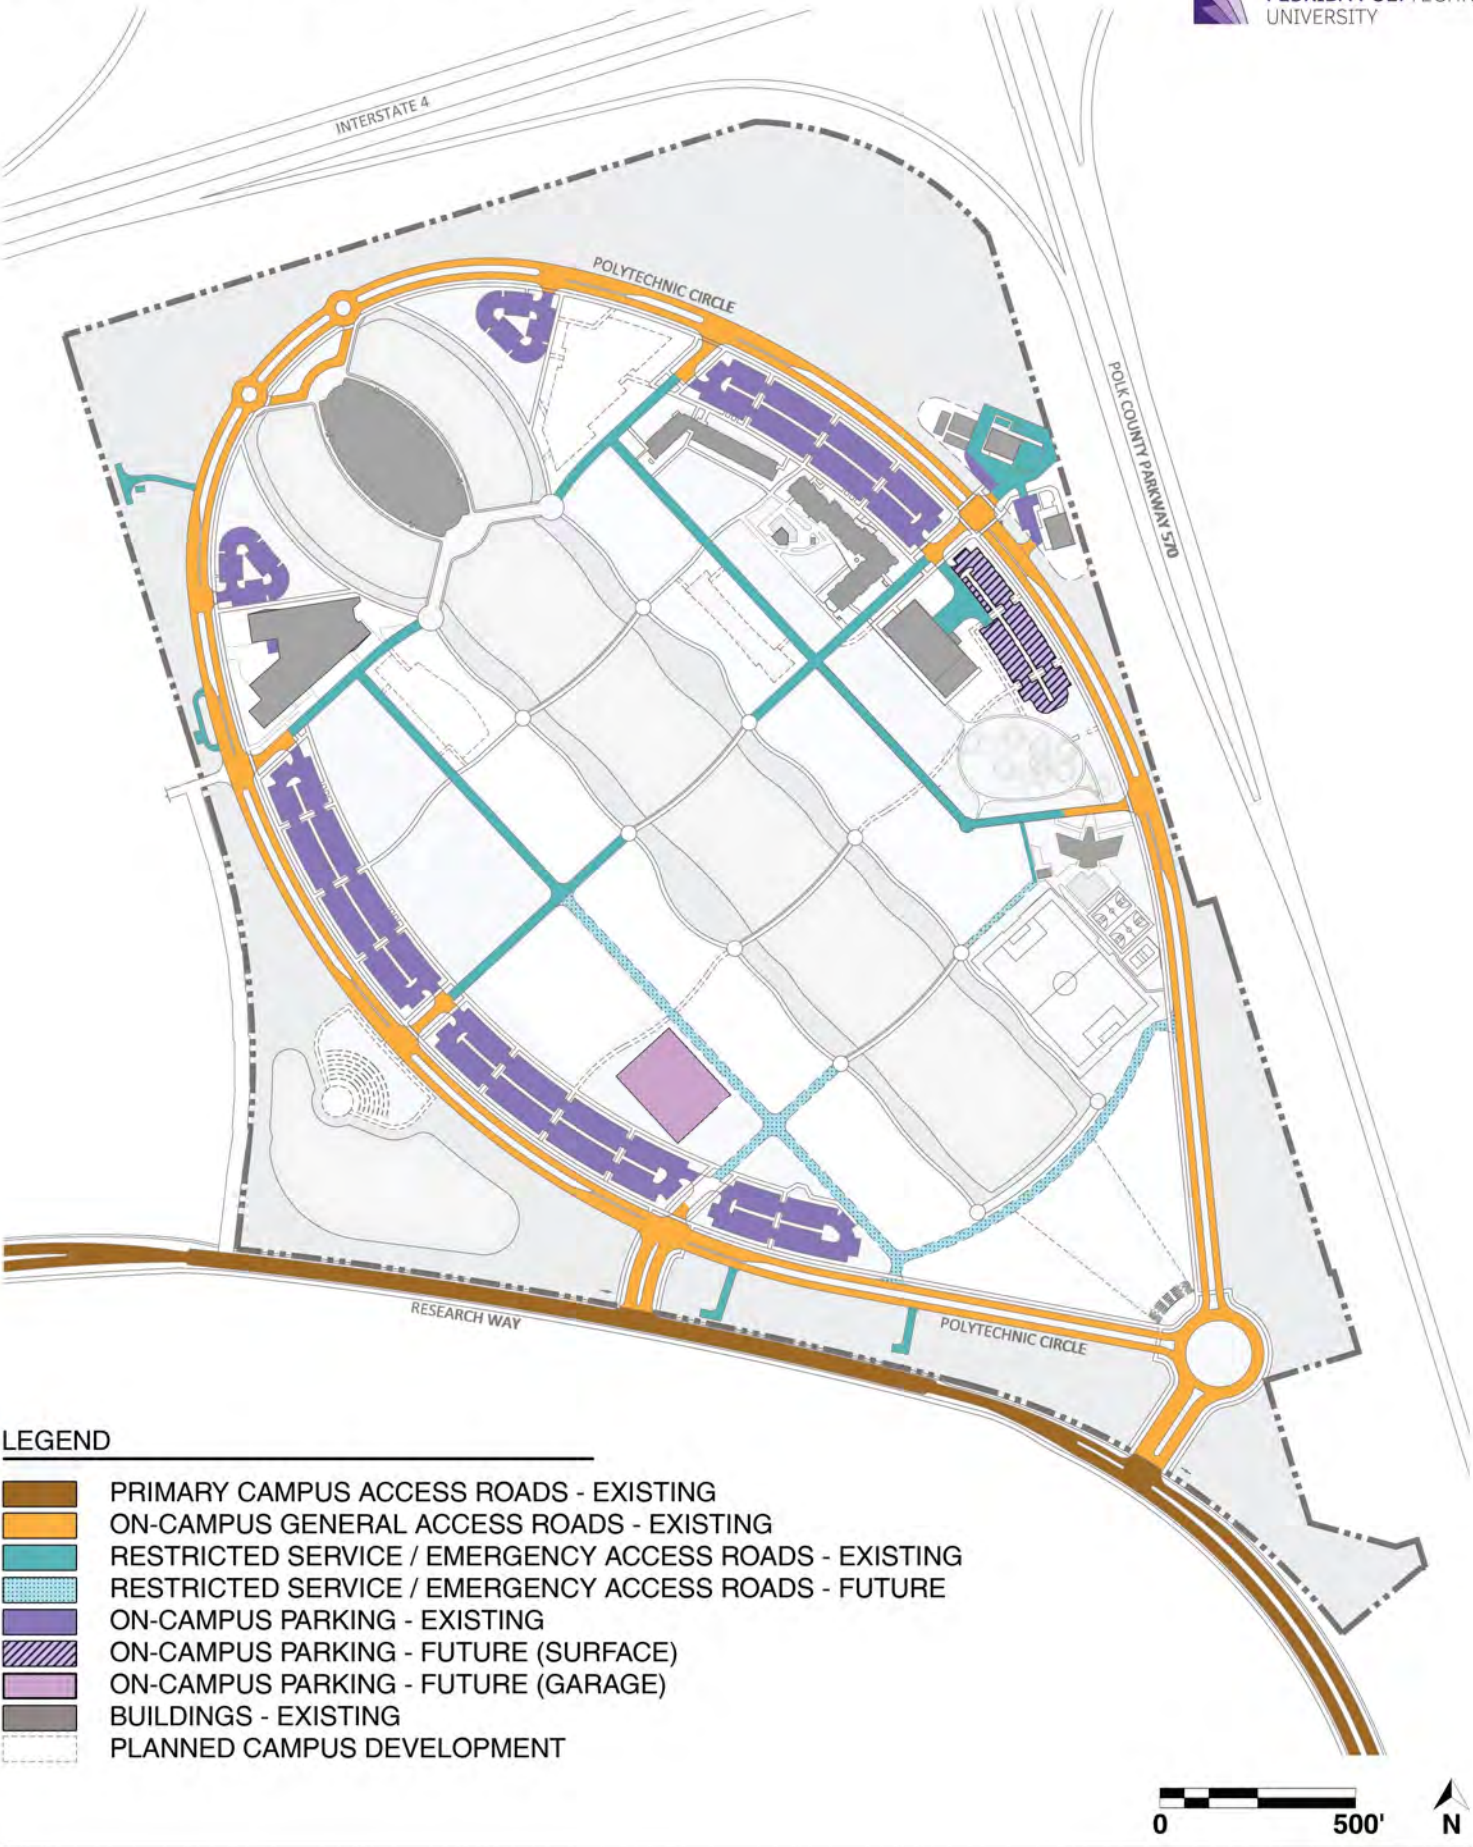 UNIVERSITY
INTERSTATE 4
POLYTECHNIC CIRCLE
POLK COUNTY PARKWAY 570
RESEARCH WAY
POLYTECHNIC CIRCLE
LEGEND
PRIMARY CAMPUS ACCESS ROADS - EXISTING
ON-CAMPUS GENERAL ACCESS ROADS - EXISTING
RESTRICTED SERVICE / EMERGENCY ACCESS ROADS - EXISTING
RESTRICTED SERVICE / EMERGENCY ACCESS ROADS - FUTURE
ON-CAMPUS PARKING - EXISTING
ON-CAMPUS PARKING - FUTURE (SURFACE)
ON-CAMPUS PARKING - FUTURE (GARAGE)
BUILDINGS - EXISTING
PLANNED CAMPUS DEVELOPMENT
0 500' N